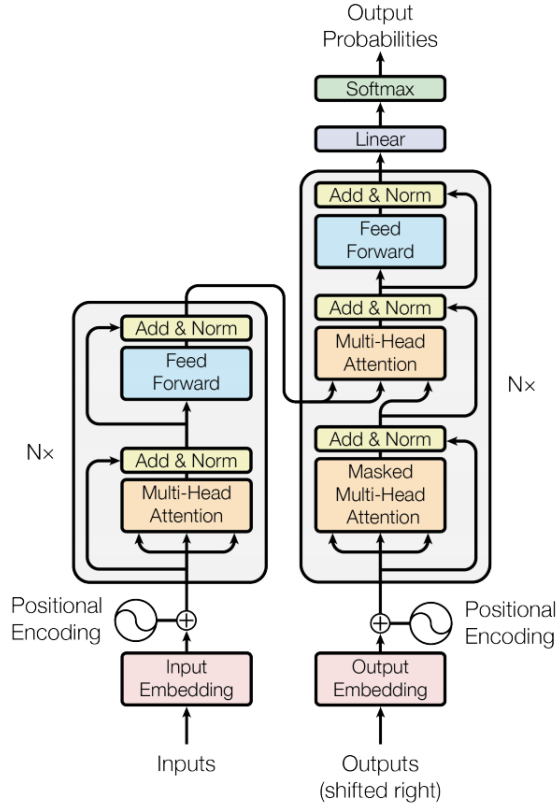 Output
Probabilities
Softmax
Linear
Add & Norm
Feed
Forward
Add & Norm
Multi-Head
Attention
Add & Norm
Masked
Multi-Head
Attention
N×
Add & Norm
Feed
Forward
Add & Norm
Multi-Head
Attention
N×
Positional
Encoding
Positional
Encoding
Input
Embedding
Output
Embedding
Inputs
Outputs
(shifted right)